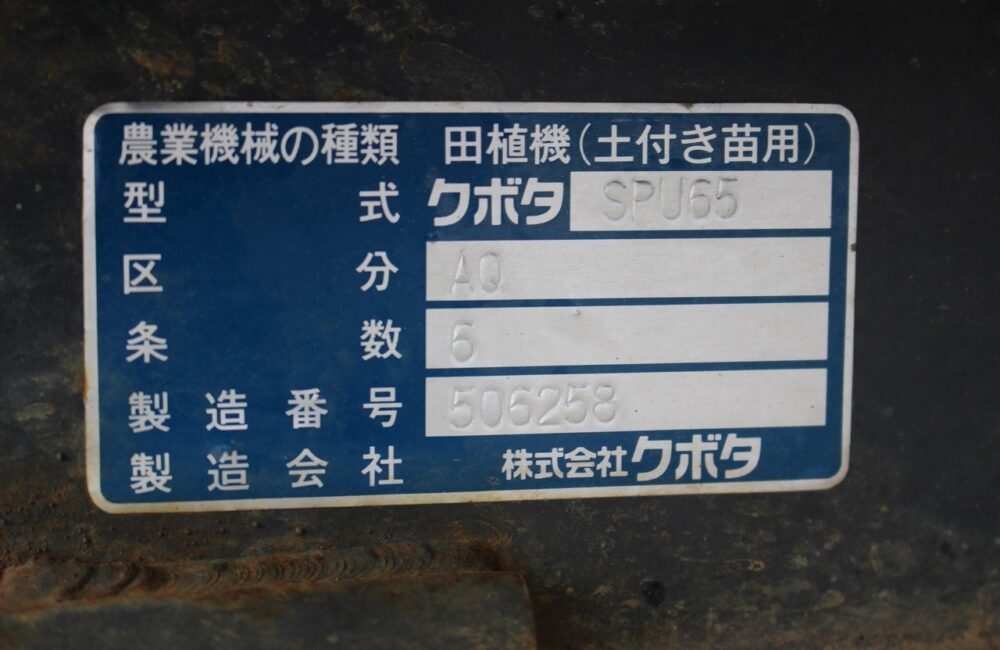 農業機械の種類 田植機(土付き苗用)
型式 クボタ SPU65
区分 AQ
条数 6
製造番号 506258
製造会社 株式会社クボタ